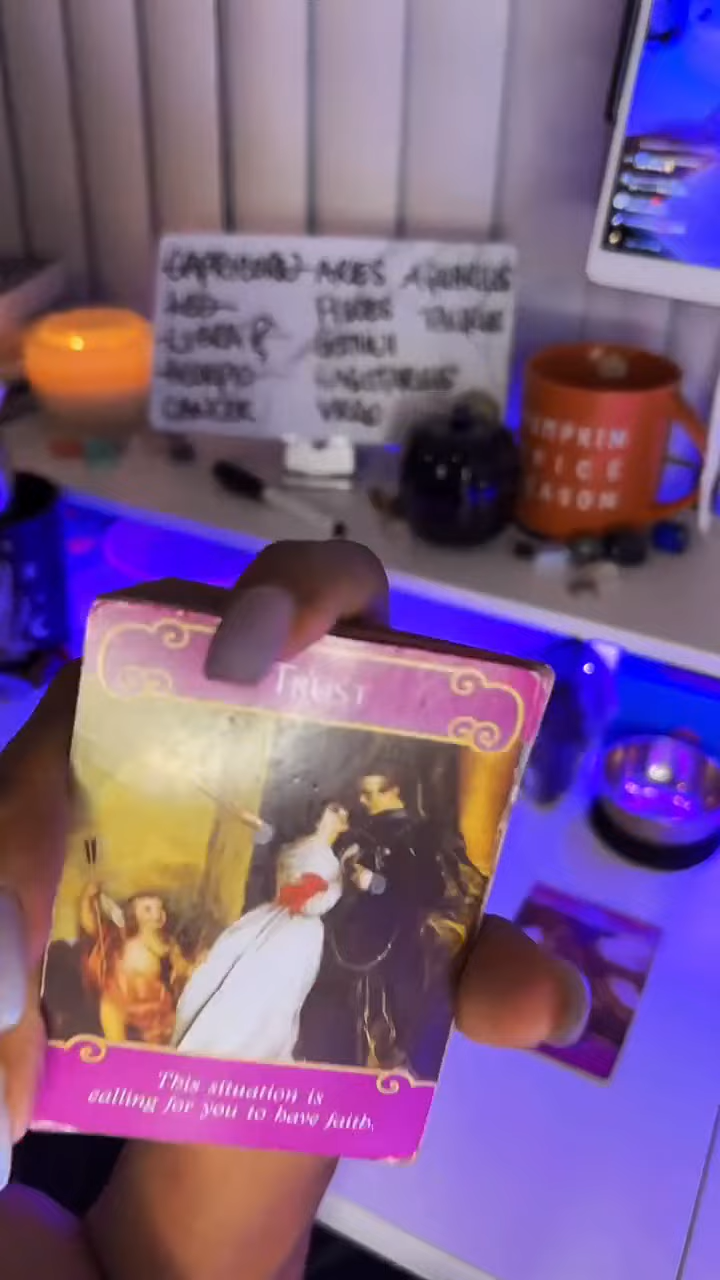 CAPRICORN ARIES AQUARIUS
LEO PISCES TAURUS
LIBRA GEMINI
SCORPIO
CANCER VIRGO
PUMPKIN
SPICE
SEASON
TRUST
This situation is
calling for you to have faith.